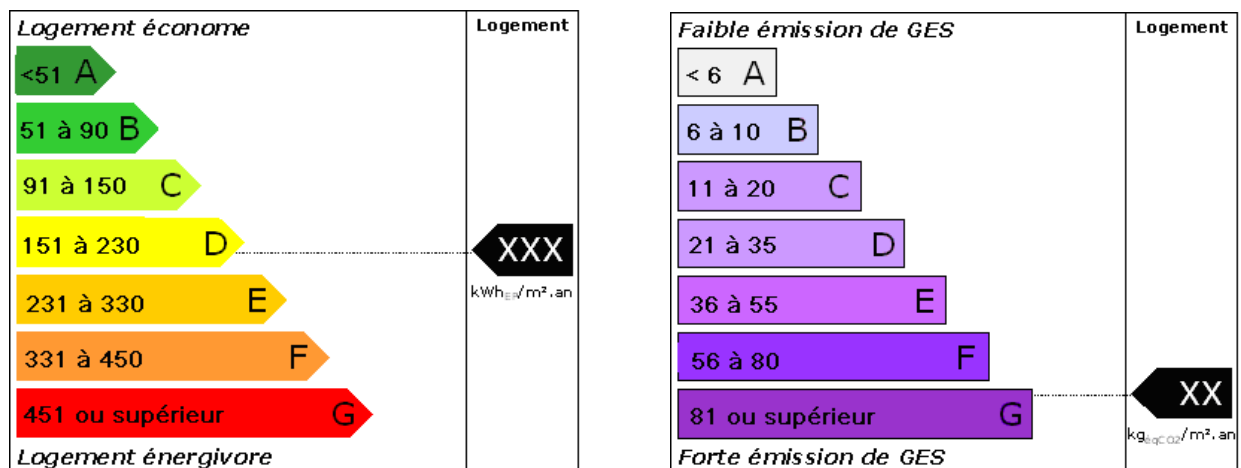 Logement économe
Logement
<51 A
51 à 90 B
91 à 150 C
151 à 230 D
XXX
kWhEP/m².an
231 à 330 E
331 à 450 F
451 ou supérieur G
Logement énergivore
Faible émission de GES
Logement
< 6 A
6 à 10 B
11 à 20 C
21 à 35 D
36 à 55 E
56 à 80 F
XX
kgéqCO2/m².an
81 ou supérieur G
Forte émission de GES